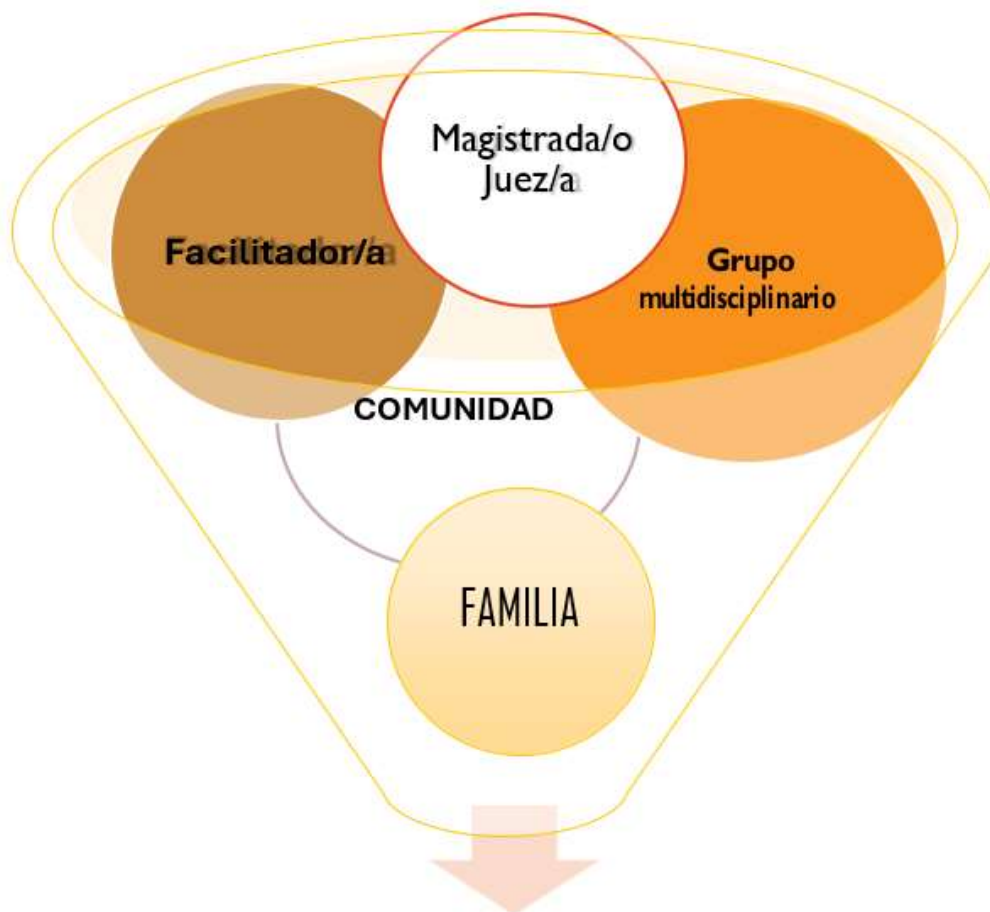 Magistrada/o
Juez/a
Facilitador/a
Grupo
multidisciplinario
COMUNIDAD
FAMILIA